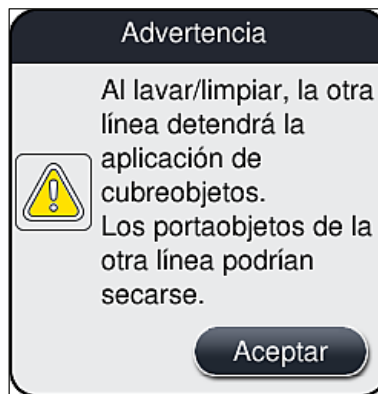 Advertencia
Al lavar/limpiar, la otra
línea detendrá la
aplicación de
cubreobjetos.
Los portaobjetos de la
otra línea podrían
secarse.
Aceptar